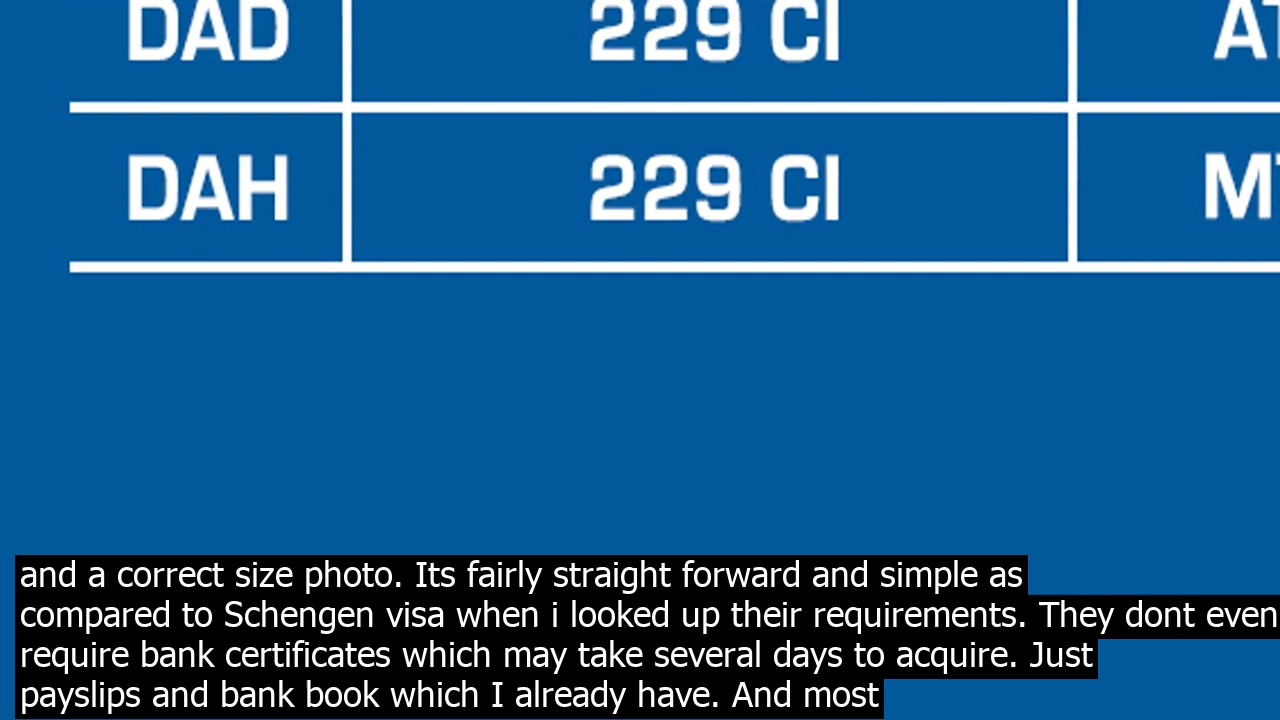 DAD 229 CI
DAH 229 CI
and a correct size photo. Its fairly straight forward and simple as
compared to Schengen visa when i looked up their requirements. They dont even
require bank certificates which may take several days to acquire. Just
payslips and bank book which I already have. And most